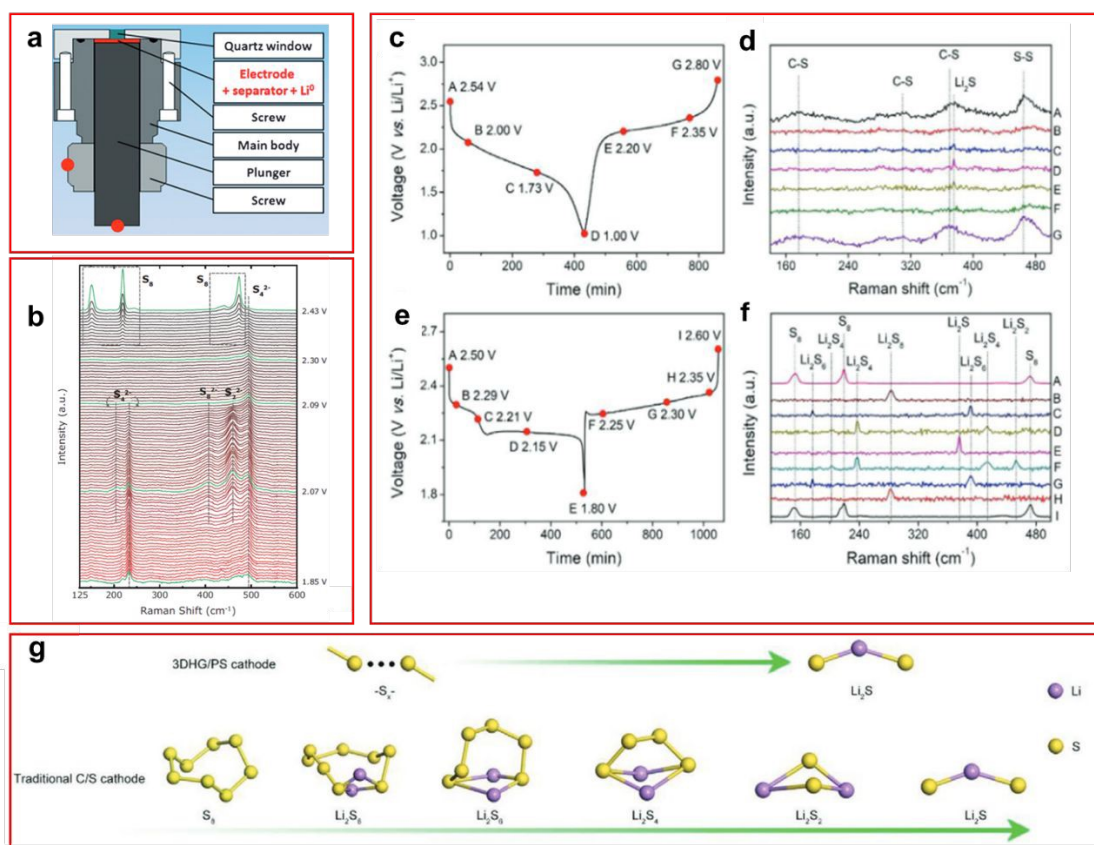 a
Quartz window
Electrode
+ separator + Li⁰
Screw
Main body
Plunger
Screw
b
S₈
S₈
S₄²⁻
2.43 V
2.30 V
2.09 V
2.07 V
1.85 V
S₄²⁻
S₈²⁻
Intensity (a.u.)
125 200 300 400 500 600
Raman Shift (cm⁻¹)
c
Voltage (V vs. Li/Li⁺)
3.0
2.5
2.0
1.5
1.0
A 2.54 V
B 2.00 V
C 1.73 V
D 1.00 V
E 2.20 V
F 2.35 V
G 2.80 V
0 200 400 600 800
Time (min)
d
C-S
C-S
C-S
Li₂S
S-S
Intensity (a.u.)
A
B
C
D
E
F
G
160 240 320 400 480
Raman shift (cm⁻¹)
e
Voltage (V vs. Li/Li⁺)
2.7
2.4
2.1
1.8
A 2.50 V
B 2.29 V
C 2.21 V
D 2.15 V
E 1.80 V
F 2.25 V
G 2.30 V
H 2.35 V
I 2.60 V
0 200 400 600 800 1000
Time (min)
f
S₈
Li₂S₆
Li₂S₄
S₈
Li₂S₄
Li₂S₈
Li₂S
Li₂S₆
Li₂S₄
Li₂S₂
S₈
Intensity (a.u.)
A
B
C
D
E
F
G
H
I
120 200 280 360 440
Raman shift (cm⁻¹)
g
3DHG/PS cathode
-Sₓ-
Li₂S
Li
S
Traditional C/S cathode
S₈
Li₂S₈
Li₂S₆
Li₂S₄
Li₂S₂
Li₂S